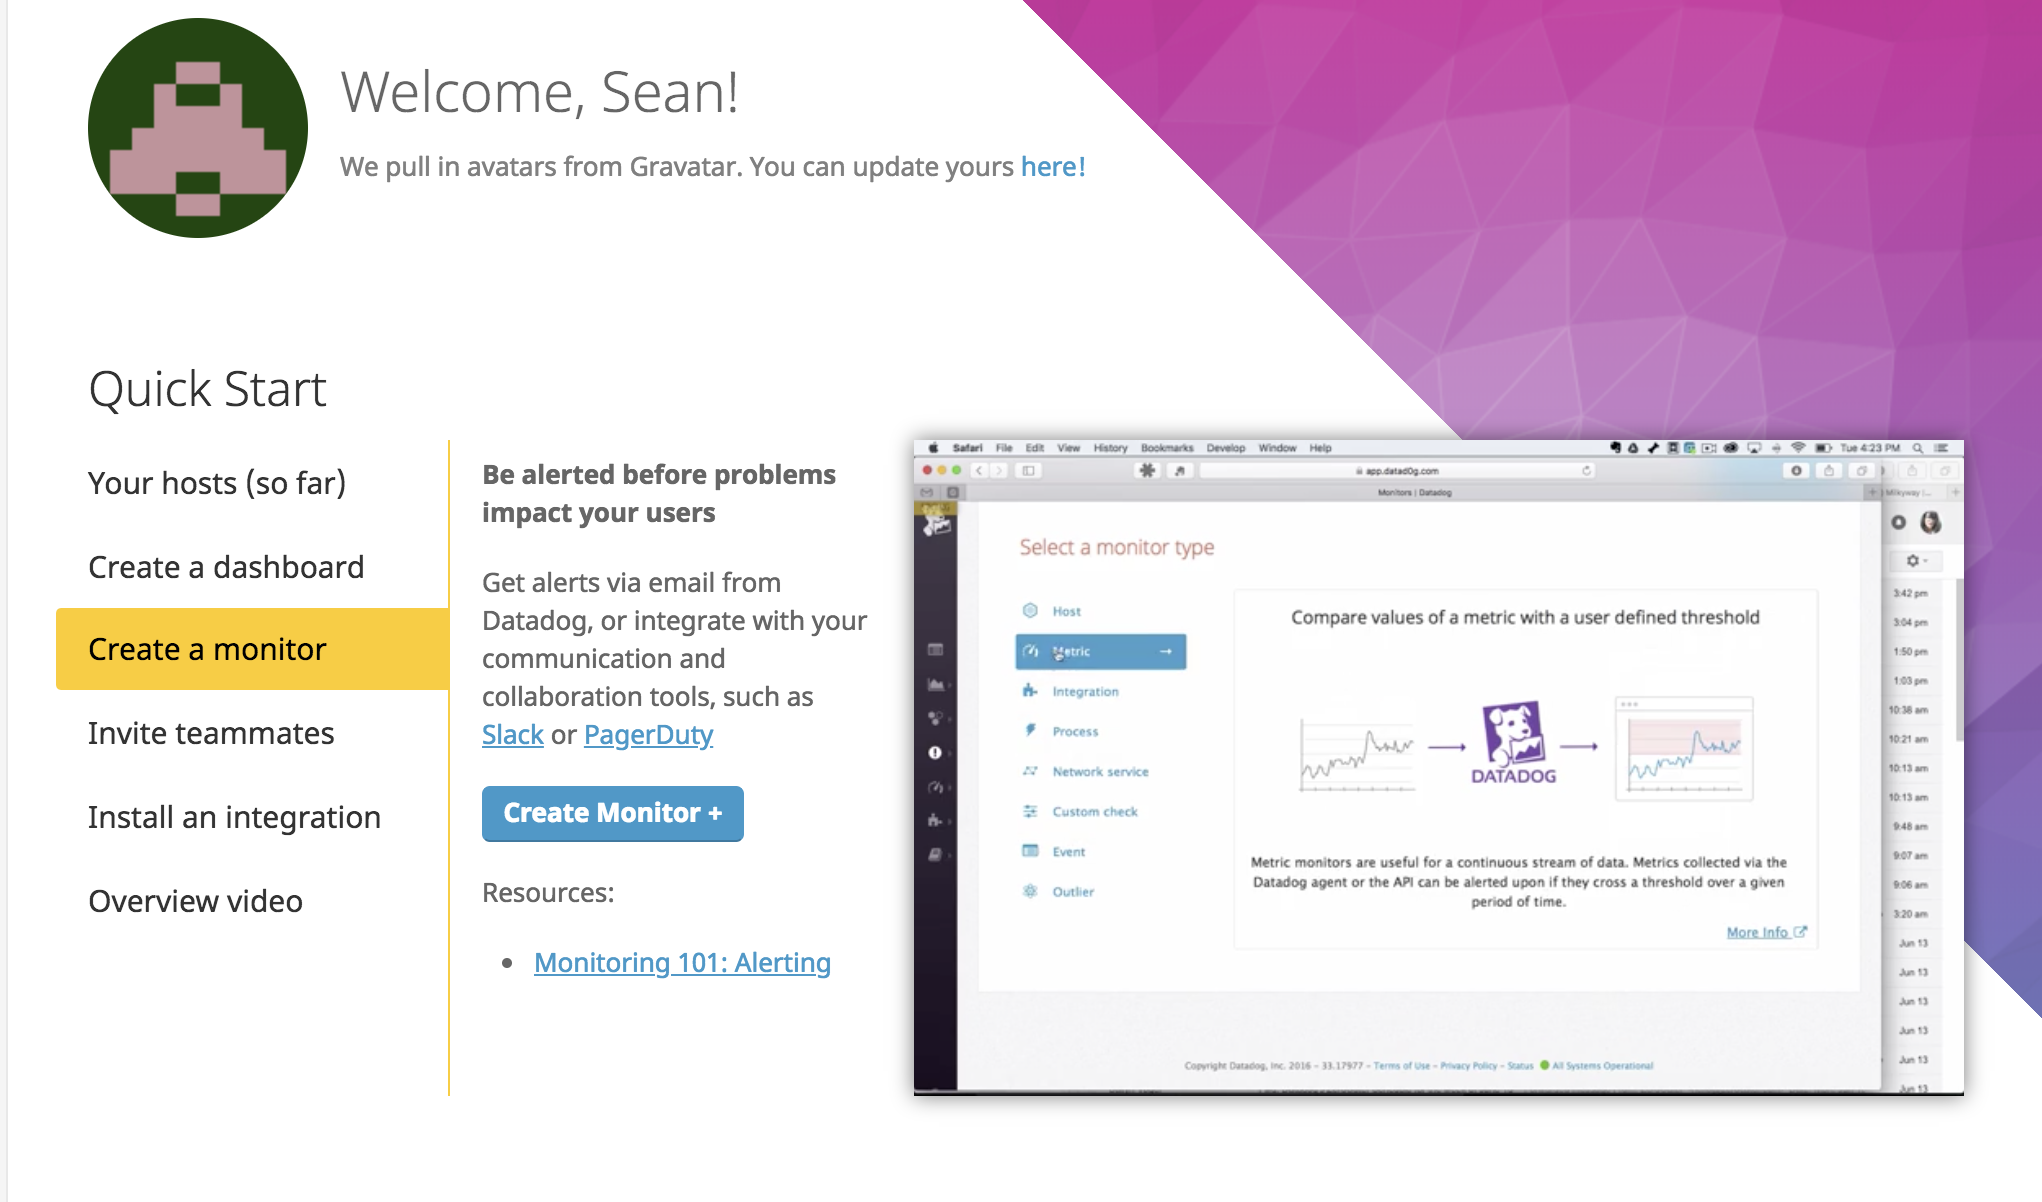 Welcome, Sean!
We pull in avatars from Gravatar. You can update yours here!
Quick Start
Your hosts (so far)
Create a dashboard
Create a monitor
Invite teammates
Install an integration
Overview video
Be alerted before problems
impact your users
Get alerts via email from
Datadog, or integrate with your
communication and
collaboration tools, such as
Slack or PagerDuty
Create Monitor +
Resources:
• Monitoring 101: Alerting
Safari File Edit View History Bookmarks Develop Window Help
Tue 4:23 PM
app.datad0g.com
Monitors | Datadog
Milkyway |...
Select a monitor type
Host
Metric →
Integration
Process
Network service
Custom check
Event
Outlier
Compare values of a metric with a user defined threshold
DATADOG
Metric monitors are useful for a continuous stream of data. Metrics collected via the
Datadog agent or the API can be alerted upon if they cross a threshold over a given
period of time.
More Info
Copyright Datadog, Inc. 2016 - 33.17977 - Terms of Use - Privacy Policy - Status All Systems Operational
3:42 pm
3:04 pm
1:50 pm
1:03 pm
10:38 am
10:21 am
10:13 am
10:13 am
9:48 am
9:07 am
9:06 am
3:20 am
Jun 13
Jun 13
Jun 13
Jun 13
Jun 13
Jun 13